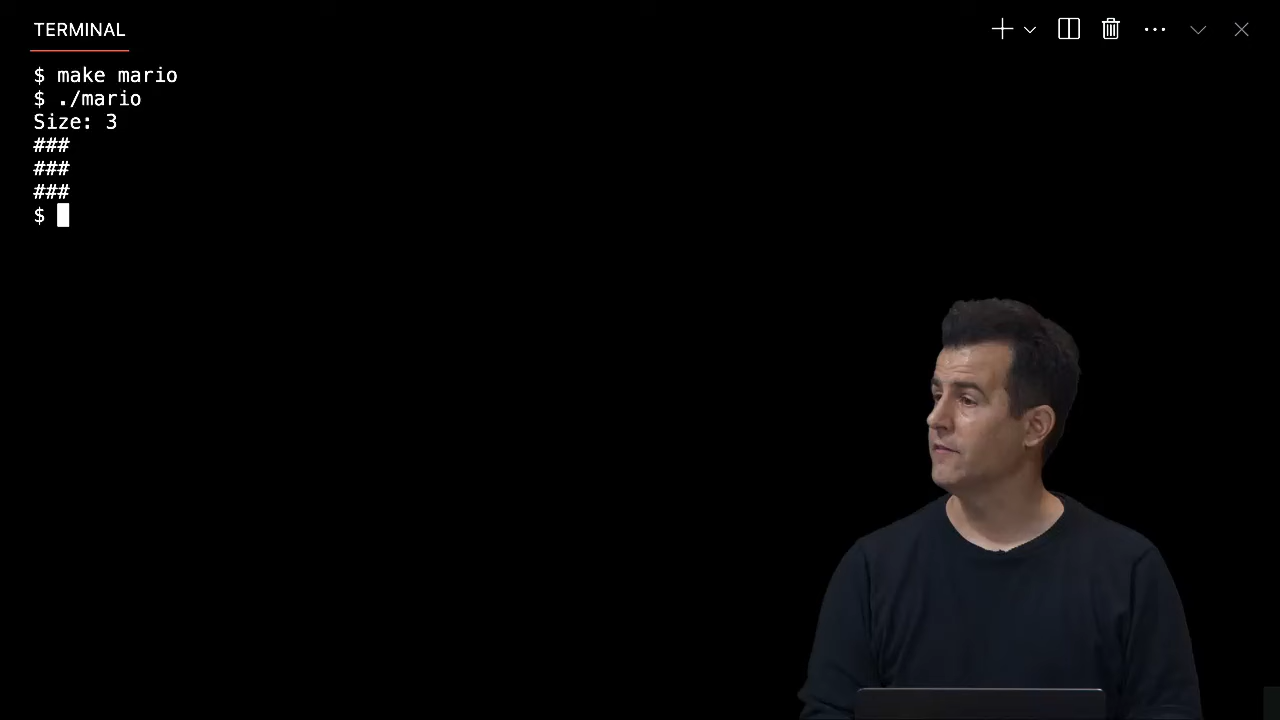 TERMINAL
$ make mario
$ ./mario
Size: 3
###
###
###
$